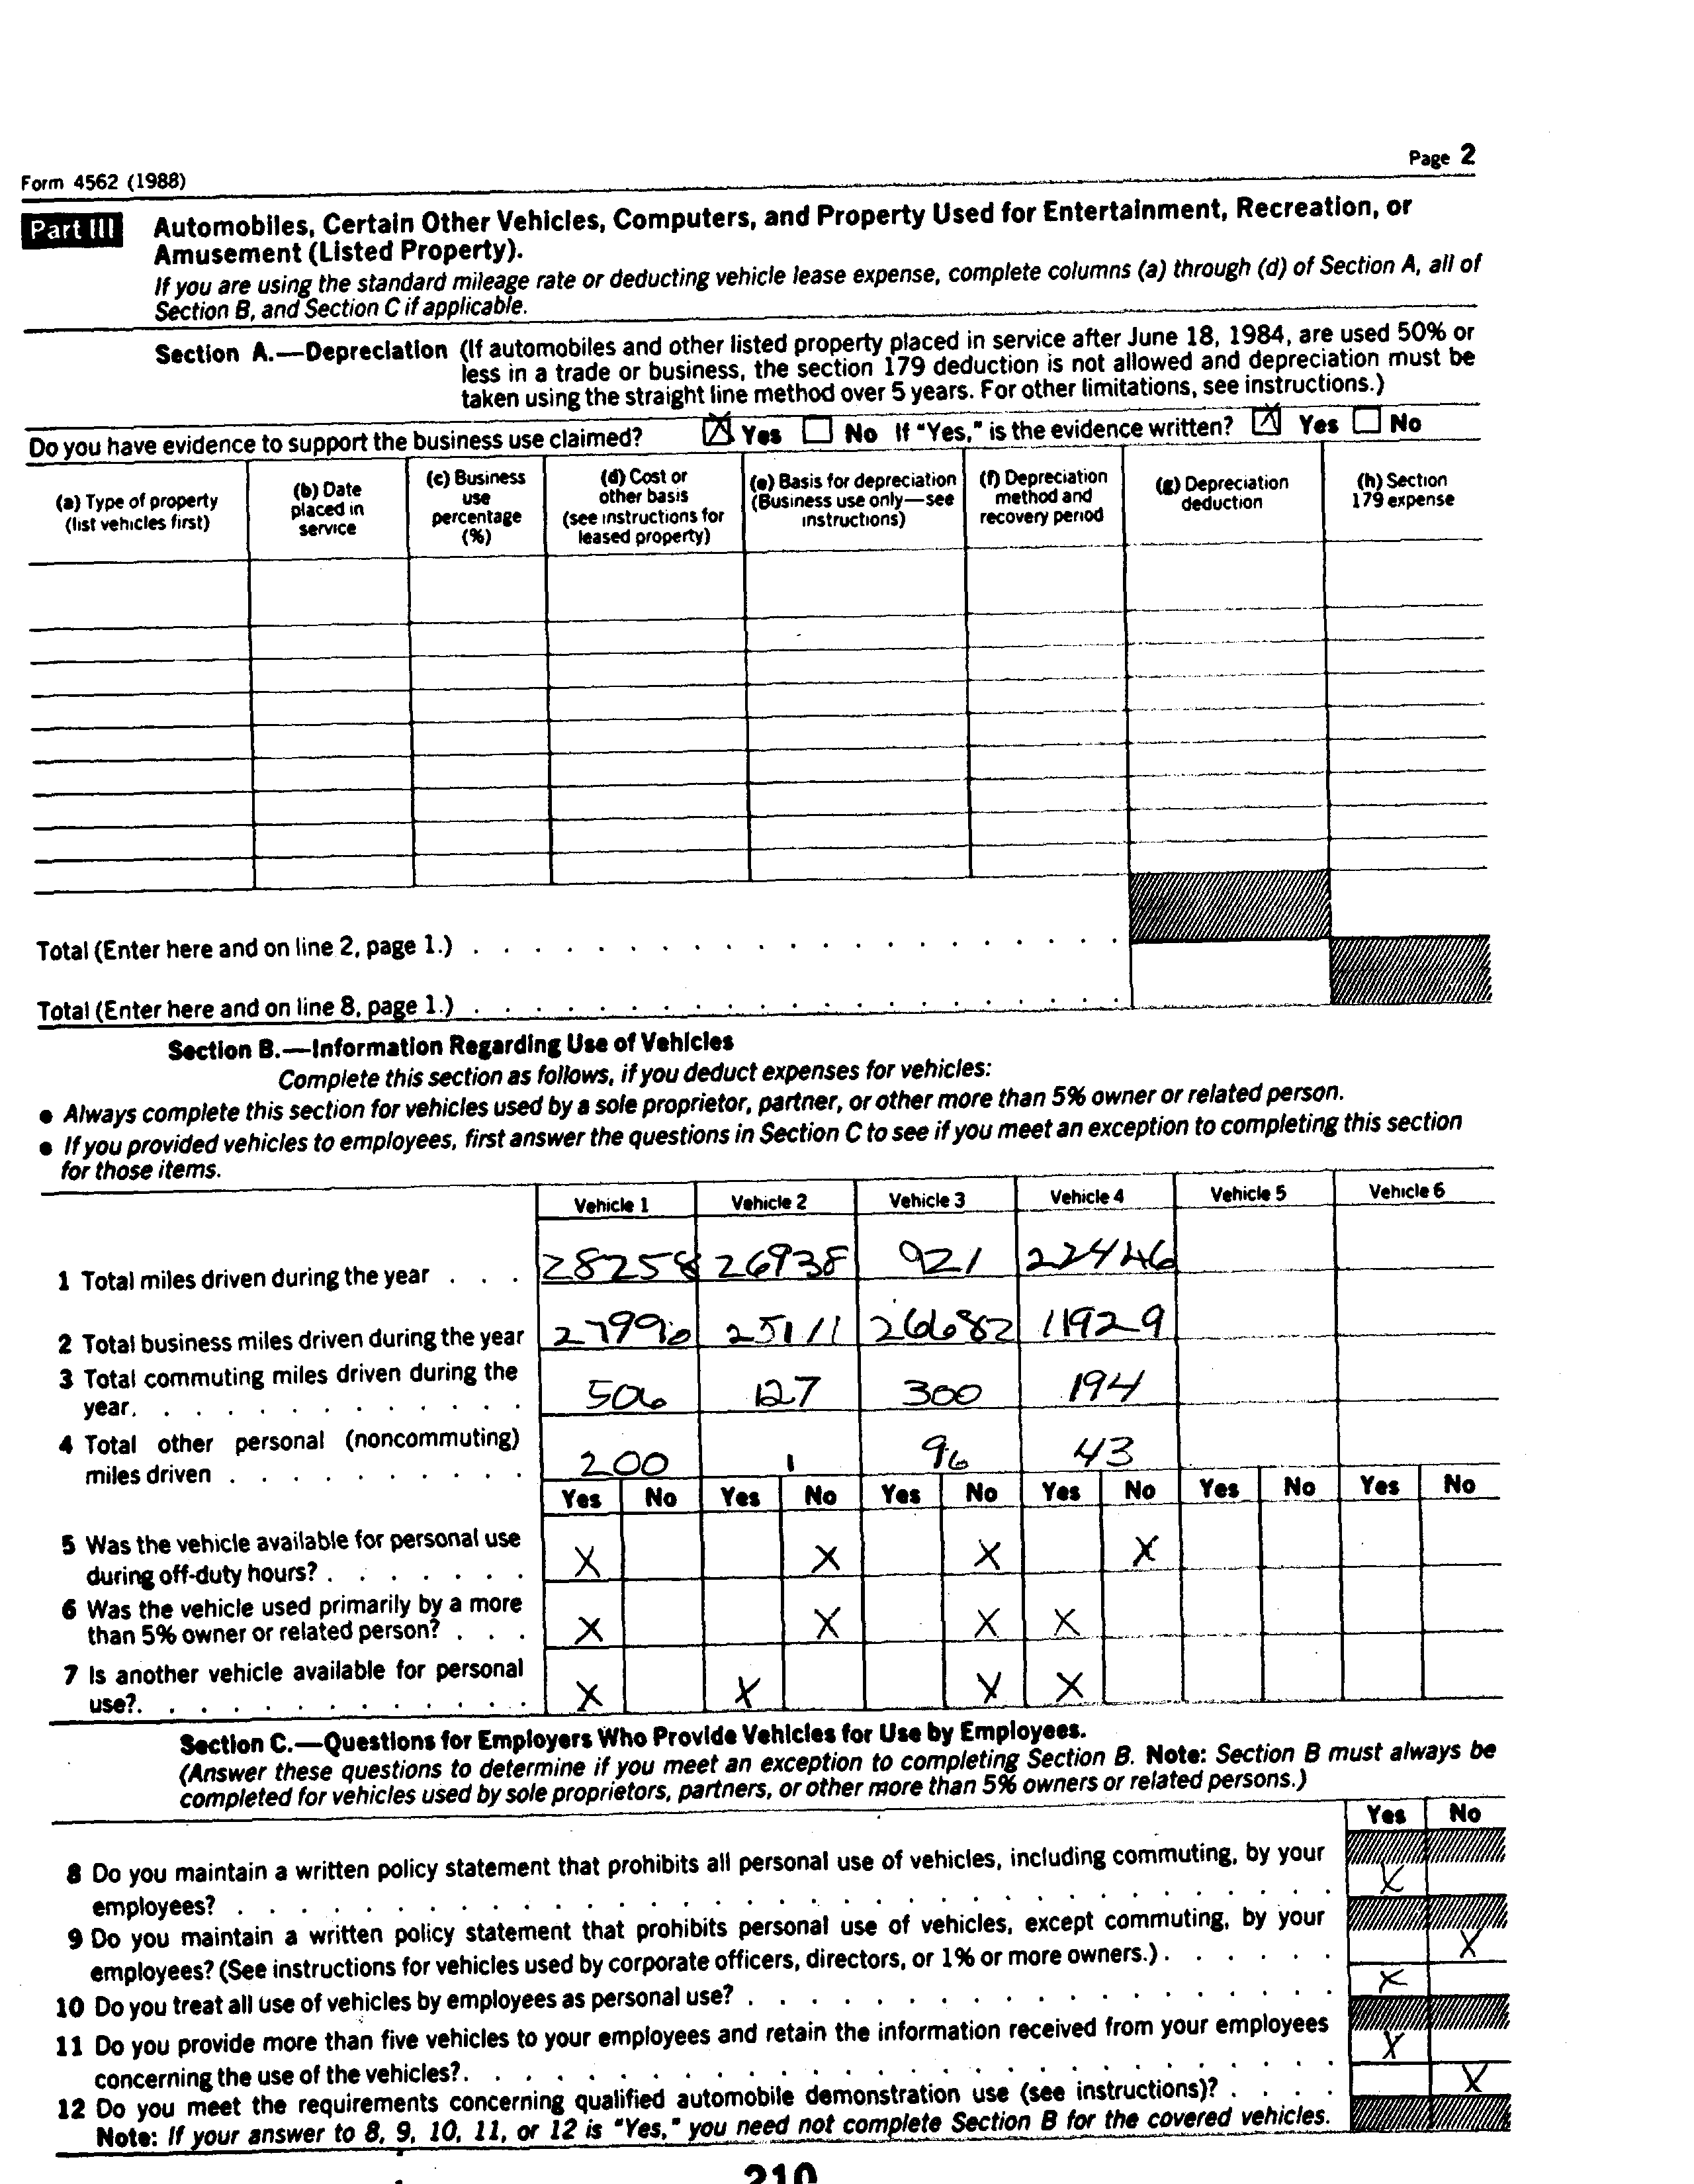 Form 4562 (1988)
Page 2
Part III Automobiles, Certain Other Vehicles, Computers, and Property Used for Entertainment, Recreation, or
Amusement (Listed Property).
If you are using the standard mileage rate or deducting vehicle lease expense, complete columns (a) through (d) of Section A, all of
Section B, and Section C if applicable.
Section A.—Depreciation (If automobiles and other listed property placed in service after June 18, 1984, are used 50% or
less in a trade or business, the section 179 deduction is not allowed and depreciation must be
taken using the straight line method over 5 years. For other limitations, see instructions.)
Do you have evidence to support the business use claimed? X Yes No If "Yes," is the evidence written? X Yes No
(a) Type of property
(list vehicles first)
(b) Date
placed in
service
(c) Business
use
percentage
(%)
(d) Cost or
other basis
(see instructions for
leased property)
(e) Basis for depreciation
(Business use only—see
instructions)
(f) Depreciation
method and
recovery period
(g) Depreciation
deduction
(h) Section
179 expense
Total (Enter here and on line 2, page 1.) . . . . . . . . . . . . . . . . . . . . .
Total (Enter here and on line 8, page 1.) . . . . . . . . . . . . . . . . . . . . .
Section B.—Information Regarding Use of Vehicles
Complete this section as follows, if you deduct expenses for vehicles:
● Always complete this section for vehicles used by a sole proprietor, partner, or other more than 5% owner or related person.
● If you provided vehicles to employees, first answer the questions in Section C to see if you meet an exception to completing this section
for those items.
Vehicle 1 Vehicle 2 Vehicle 3 Vehicle 4 Vehicle 5 Vehicle 6
1 Total miles driven during the year . . . 28258 26938 921 22446
2 Total business miles driven during the year 27990 25111 26682 11929
3 Total commuting miles driven during the
year. . . . . . . . . . . . . 506 127 300 194
4 Total other personal (noncommuting)
miles driven . . . . . . . . . . 200 1 96 43
Yes No Yes No Yes No Yes No Yes No Yes No
5 Was the vehicle available for personal use
during off-duty hours? . . . . . . . X X X X
6 Was the vehicle used primarily by a more
than 5% owner or related person? . . . X X X X
7 Is another vehicle available for personal
use?. . . . . . . . . . . . . X X X X
Section C.—Questions for Employers Who Provide Vehicles for Use by Employees.
(Answer these questions to determine if you meet an exception to completing Section B. Note: Section B must always be
completed for vehicles used by sole proprietors, partners, or other more than 5% owners or related persons.)
Yes No
8 Do you maintain a written policy statement that prohibits all personal use of vehicles, including commuting, by your
employees? . . . . . . . . . . . . . . . . . . . . . . . . . . X
9 Do you maintain a written policy statement that prohibits personal use of vehicles, except commuting, by your
employees? (See instructions for vehicles used by corporate officers, directors, or 1% or more owners.) . . . . . . X
10 Do you treat all use of vehicles by employees as personal use? . . . . . . . . . . . . . . . . . . . X
11 Do you provide more than five vehicles to your employees and retain the information received from your employees
concerning the use of the vehicles?. . . . . . . . . . . . . . . . . . . . . . . . . . . . X
12 Do you meet the requirements concerning qualified automobile demonstration use (see instructions)? . . . . X
Note: If your answer to 8, 9, 10, 11, or 12 is "Yes," you need not complete Section B for the covered vehicles.
210